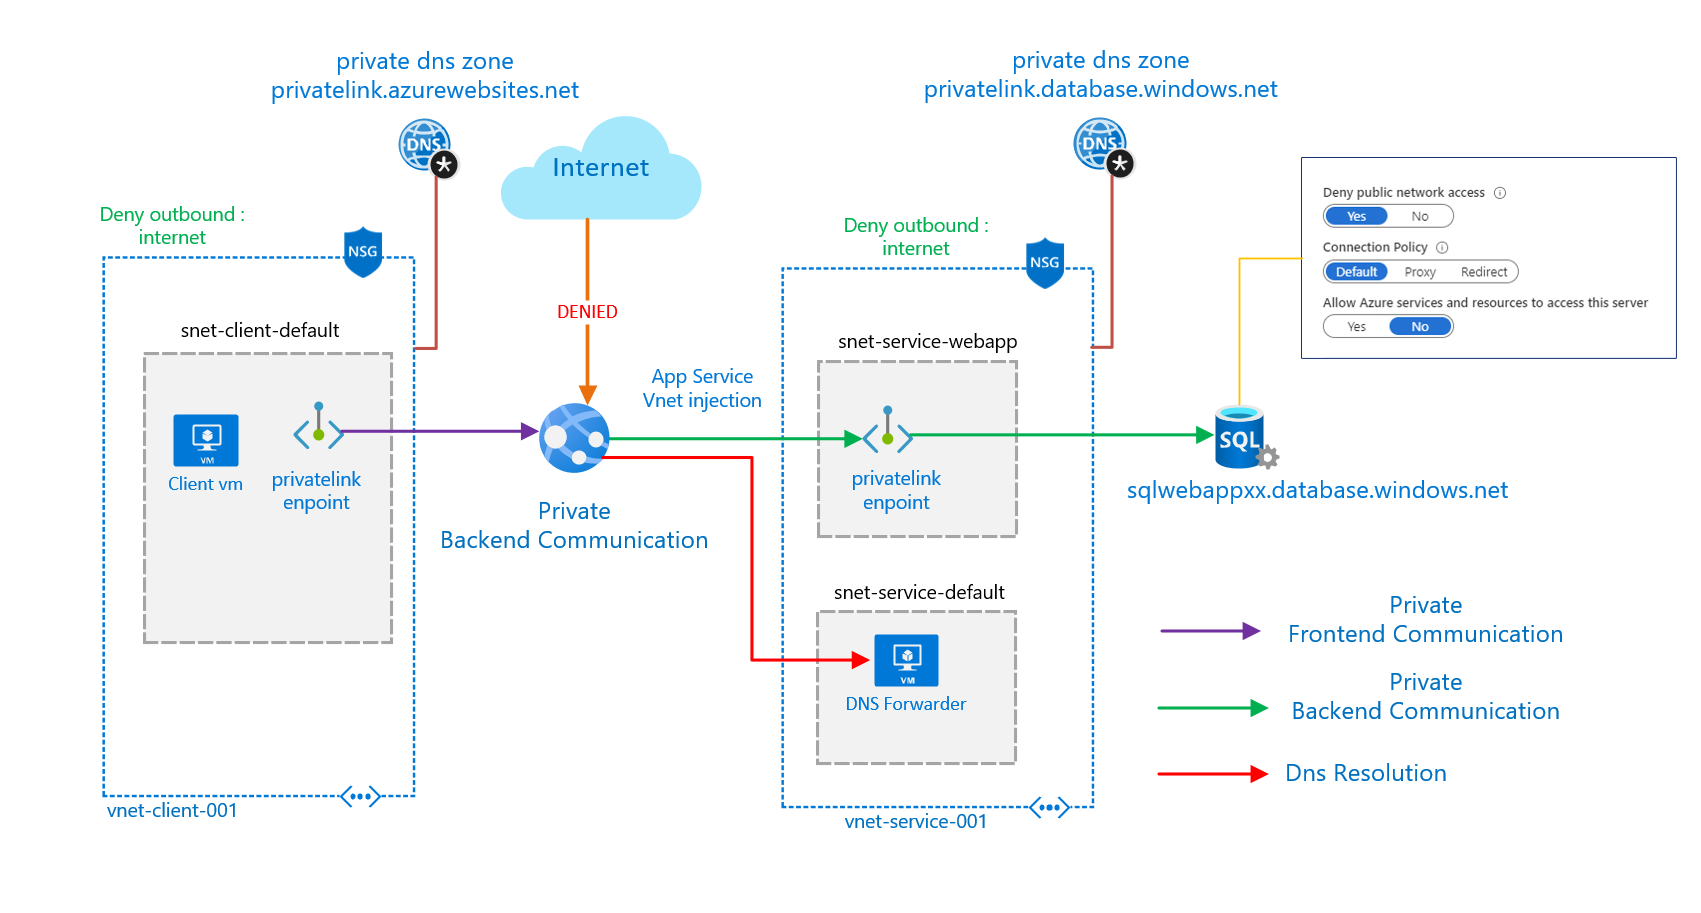 private dns zone
privatelink.azurewebsites.net
DNS
*
private dns zone
privatelink.database.windows.net
DNS
*
Internet
DENIED
Deny outbound :
internet
NSG
snet-client-default
VM
Client vm
privatelink
enpoint
vnet-client-001
Private
Backend Communication
App Service
Vnet injection
Deny outbound :
internet
NSG
snet-service-webapp
privatelink
enpoint
snet-service-default
VM
DNS Forwarder
vnet-service-001
Deny public network access
Yes No
Connection Policy
Default Proxy Redirect
Allow Azure services and resources to access this server
Yes No
SQL
sqlwebappxx.database.windows.net
Private
Frontend Communication
Private
Backend Communication
Dns Resolution